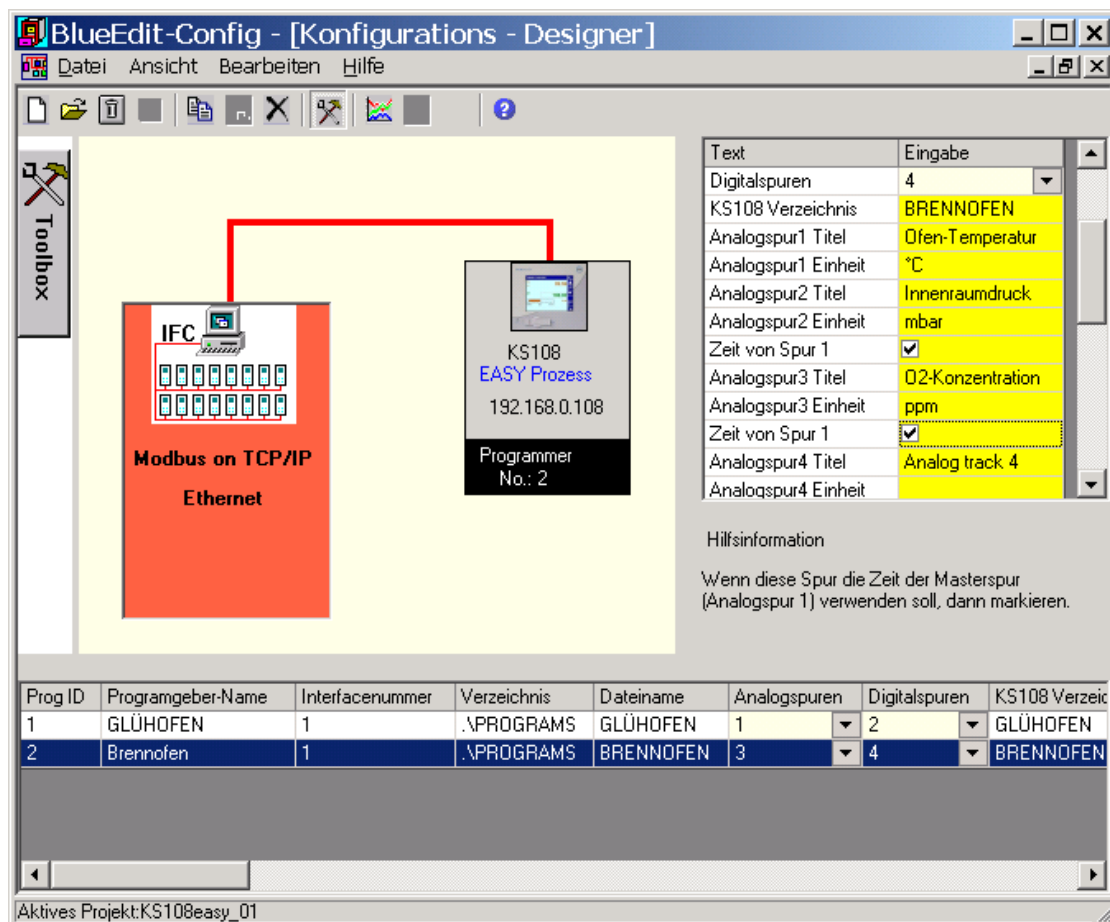 BlueEdit-Config - [Konfigurations - Designer]
Datei Ansicht Bearbeiten Hilfe
Toolbox
IFC
Modbus on TCP/IP
Ethernet
KS108
EASY Prozess
192.168.0.108
Programmer
No.: 2
Text Eingabe
Digitalspuren 4
KS108 Verzeichnis BRENNOFEN
Analogspur1 Titel Ofen-Temperatur
Analogspur1 Einheit °C
Analogspur2 Titel Innenraumdruck
Analogspur2 Einheit mbar
Zeit von Spur 1
Analogspur3 Titel O2-Konzentration
Analogspur3 Einheit ppm
Zeit von Spur 1
Analogspur4 Titel Analog track 4
Analogspur4 Einheit
Hilfsinformation
Wenn diese Spur die Zeit der Masterspur
(Analogspur 1) verwenden soll, dann markieren.
Prog ID Programgeber-Name Interfacenummer Verzeichnis Dateiname Analogspuren Digitalspuren KS108 Verzeic
1 GLÜHOFEN 1 .\PROGRAMS GLÜHOFEN 1 2 GLÜHOFEN
2 Brennofen 1 .\PROGRAMS BRENNOFEN 3 4 BRENNOFEN
Aktives Projekt:KS108easy_01